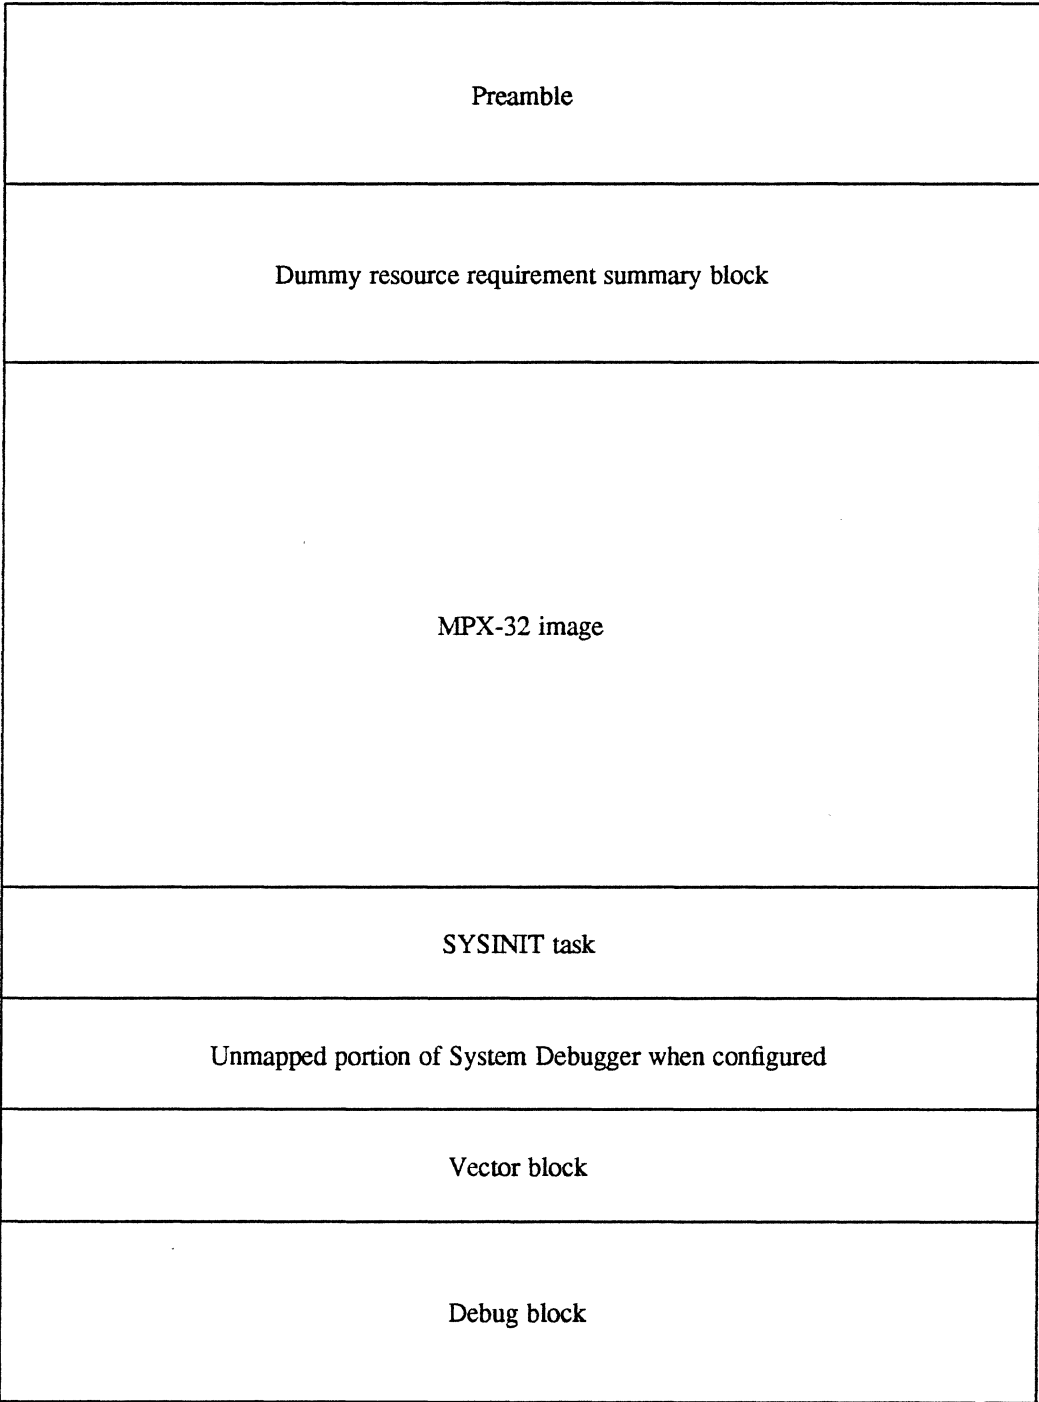 Preamble
Dummy resource requirement summary block
MPX-32 image
SYSINIT task
Unmapped portion of System Debugger when configured
Vector block
Debug block